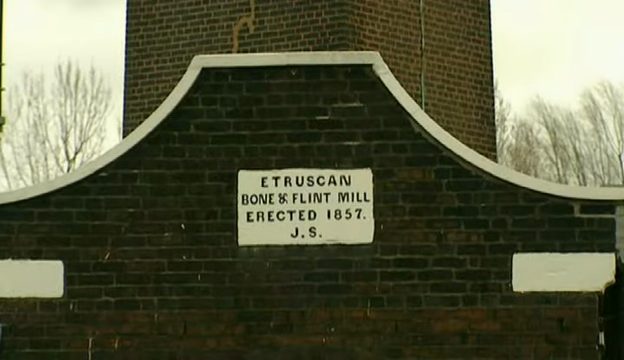 ETRUSCAN
BONE & FLINT MILL
ERECTED 1857.
J. S.